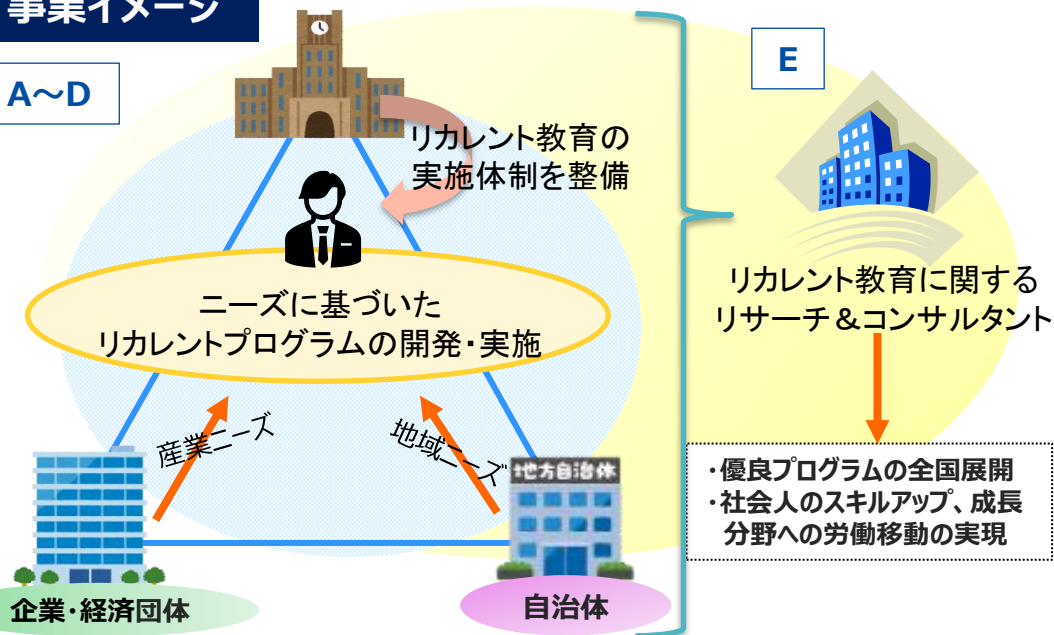 事業イメージ
A～D
E
リカレント教育の
実施体制を整備
ニーズに基づいた
リカレントプログラムの開発・実施
産業ニーズ
地域ニーズ
地方自治体
企業・経済団体
自治体
リカレント教育に関する
リサーチ＆コンサルタント
・優良プログラムの全国展開
・社会人のスキルアップ、成長
分野への労働移動の実現